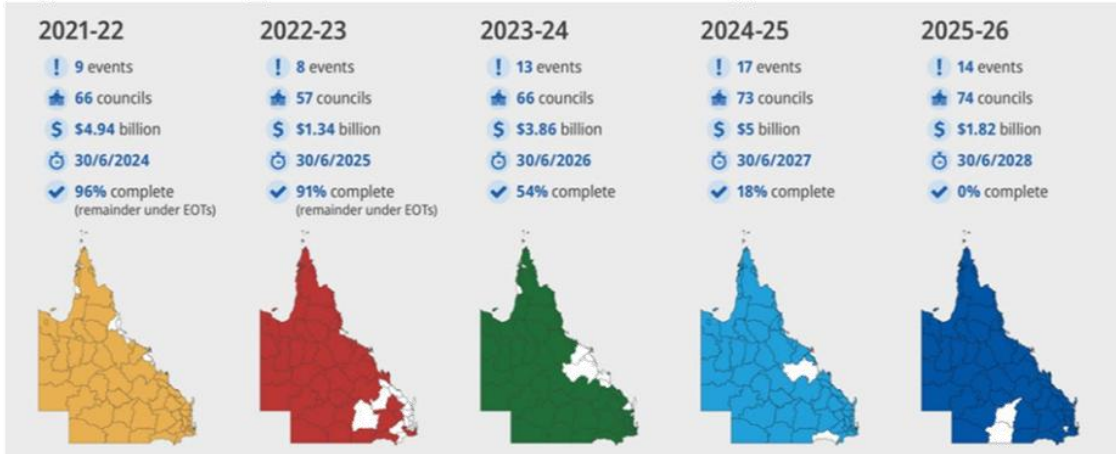 2021-22
9 events
66 councils
$ $4.94 billion
30/6/2024
96% complete
(remainder under EOTs)
2022-23
8 events
57 councils
$ $1.34 billion
30/6/2025
91% complete
(remainder under EOTs)
2023-24
13 events
66 councils
$ $3.86 billion
30/6/2026
54% complete
2024-25
17 events
73 councils
$ $5 billion
30/6/2027
18% complete
2025-26
14 events
74 councils
$ $1.82 billion
30/6/2028
0% complete